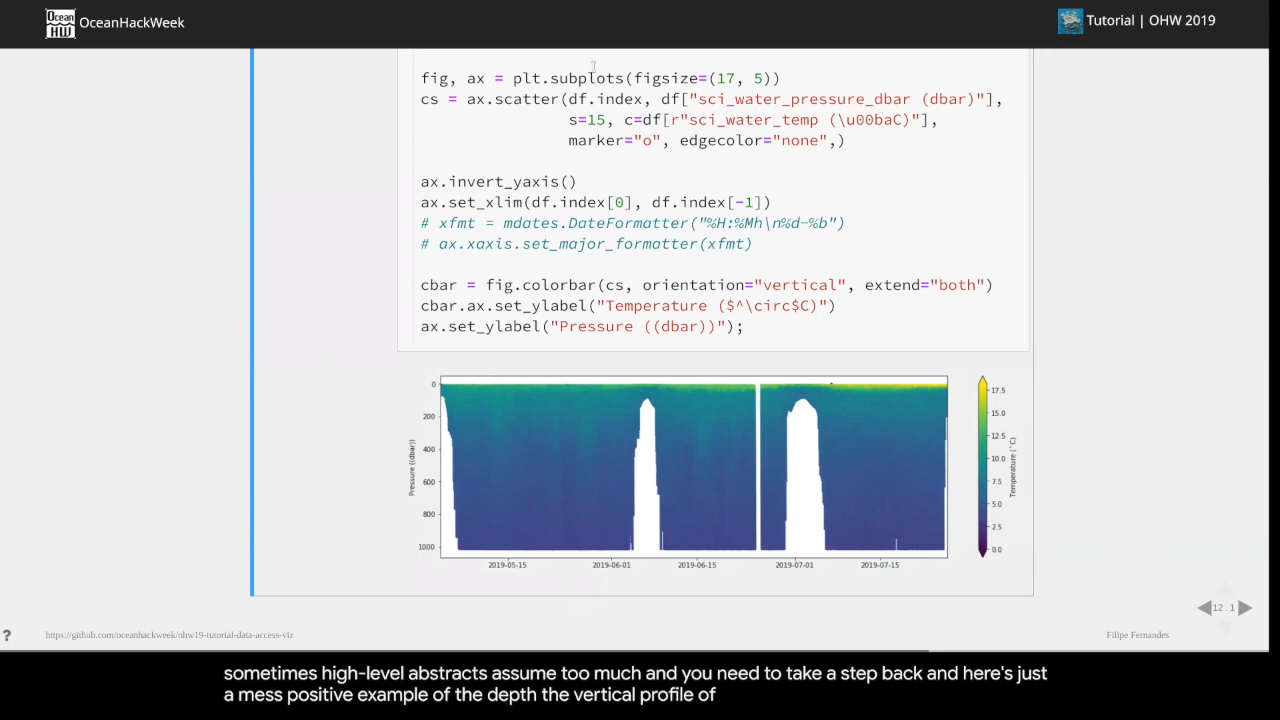 Ocean
HW
OceanHackWeek
Tutorial | OHW 2019
fig, ax = plt.subplots(figsize=(17, 5))
cs = ax.scatter(df.index, df["sci_water_pressure_dbar (dbar)"],
s=15, c=df[r"sci_water_temp (\u00baC)"],
marker="o", edgecolor="none",)
ax.invert_yaxis()
ax.set_xlim(df.index[0], df.index[-1])
# xfmt = mdates.DateFormatter("%H:%Mh\n%d-%b")
# ax.xaxis.set_major_formatter(xfmt)
cbar = fig.colorbar(cs, orientation="vertical", extend="both")
cbar.ax.set_ylabel("Temperature ($^\circ$C)")
ax.set_ylabel("Pressure ((dbar))");
0
200
400
600
800
1000
Pressure ((dbar))
2019-05-15 2019-06-01 2019-06-15 2019-07-01 2019-07-15
17.5
15.0
12.5
10.0
7.5
5.0
2.5
0.0
Temperature (°C)
12.1
?
https://github.com/oceanhackweek/ohw19-tutorial-data-access-viz
Filipe Fernandes
sometimes high-level abstracts assume too much and you need to take a step back and here's just
a mess positive example of the depth the vertical profile of